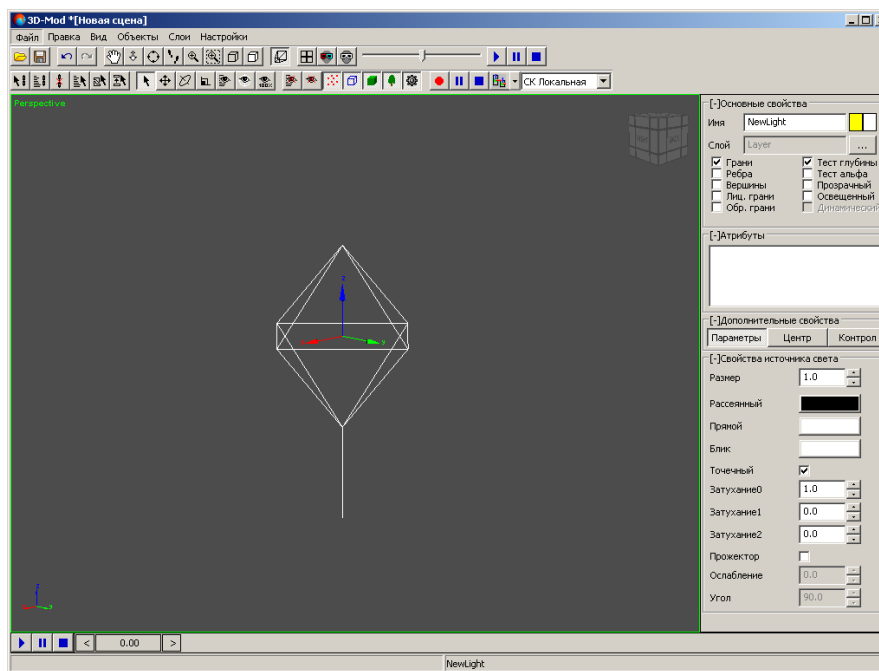 3D-Mod *[Новая сцена]
Файл Правка Вид Объекты Слои Настройки
100%
СК Локальная
Perspective
z
y
z
[-]Основные свойства
Имя NewLight
Слой Layer ...
Грани Тест глубины
Ребра Тест альфа
Вершины Прозрачный
Лиц. грани Освещенный
Обр. грани Динамический
[-]Атрибуты
[-]Дополнительные свойства
Параметры Центр Контрол
[-]Свойства источника света
Размер 1.0
Рассеянный
Прямой
Блик
Точечный
Затухание0 1.0
Затухание1 0.0
Затухание2 0.0
Прожектор
Ослабление 0.0
Угол 90.0
< 0.00 >
NewLight